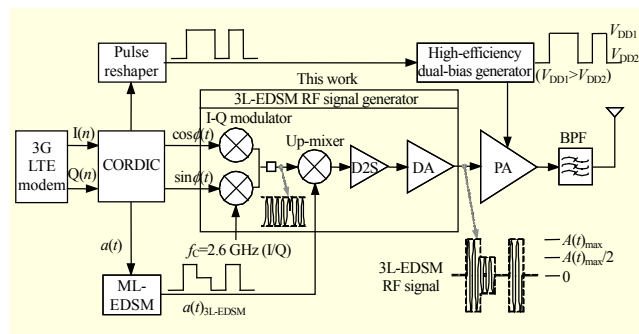 Pulse
reshaper
High-efficiency
dual-bias generator
V_DD1
V_DD2
(V_DD1>V_DD2)
This work
3L-EDSM RF signal generator
I-Q modulator
Up-mixer
3G
LTE
modem
I(n)
Q(n)
CORDIC
cosϕ(t)
sinϕ(t)
D2S
DA
PA
BPF
a(t)
f_C=2.6 GHz (I/Q)
ML-
EDSM
a(t)_3L-EDSM
3L-EDSM
RF signal
A(t)_max
A(t)_max/2
0